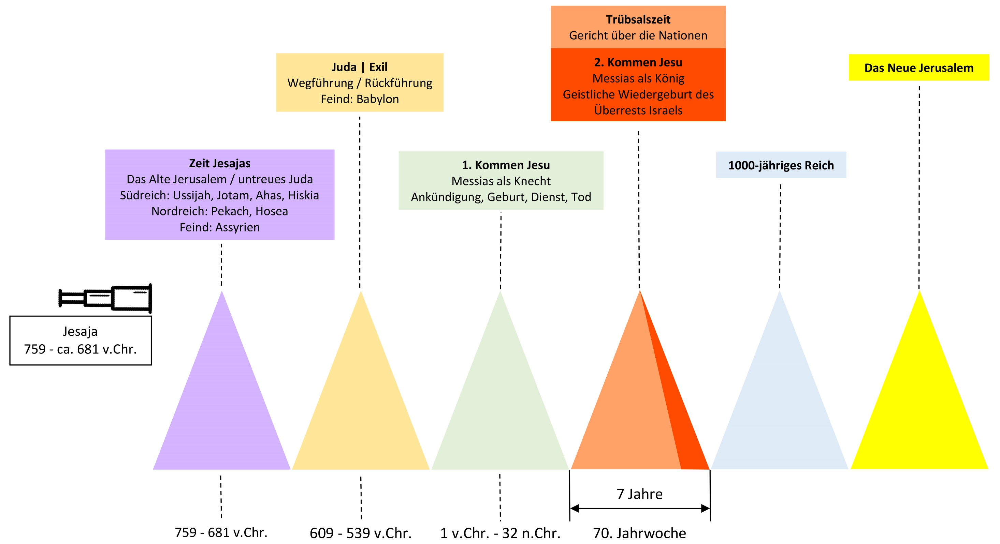 Trübsalszeit
Gericht über die Nationen
2. Kommen Jesu
Messias als König
Geistliche Wiedergeburt des
Überrests Israels
Juda | Exil
Wegführung / Rückführung
Feind: Babylon
Das Neue Jerusalem
Zeit Jesajas
Das Alte Jerusalem / untreues Juda
Südreich: Ussijah, Jotam, Ahas, Hiskia
Nordreich: Pekach, Hosea
Feind: Assyrien
1. Kommen Jesu
Messias als Knecht
Ankündigung, Geburt, Dienst, Tod
1000-jähriges Reich
Jesaja
759 - ca. 681 v.Chr.
7 Jahre
759 - 681 v.Chr.
609 - 539 v.Chr.
1 v.Chr. - 32 n.Chr.
70. Jahrwoche